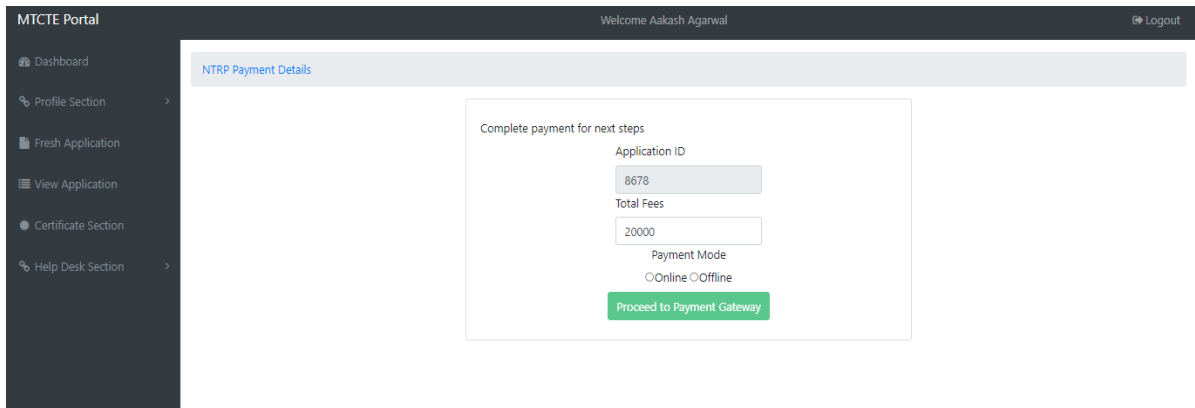 MTCTE Portal
Welcome Aakash Agarwal
Logout
Dashboard
Profile Section
Fresh Application
View Application
Certificate Section
Help Desk Section
NTRP Payment Details
Complete payment for next steps
Application ID
8678
Total Fees
20000
Payment Mode
Online Offline
Proceed to Payment Gateway